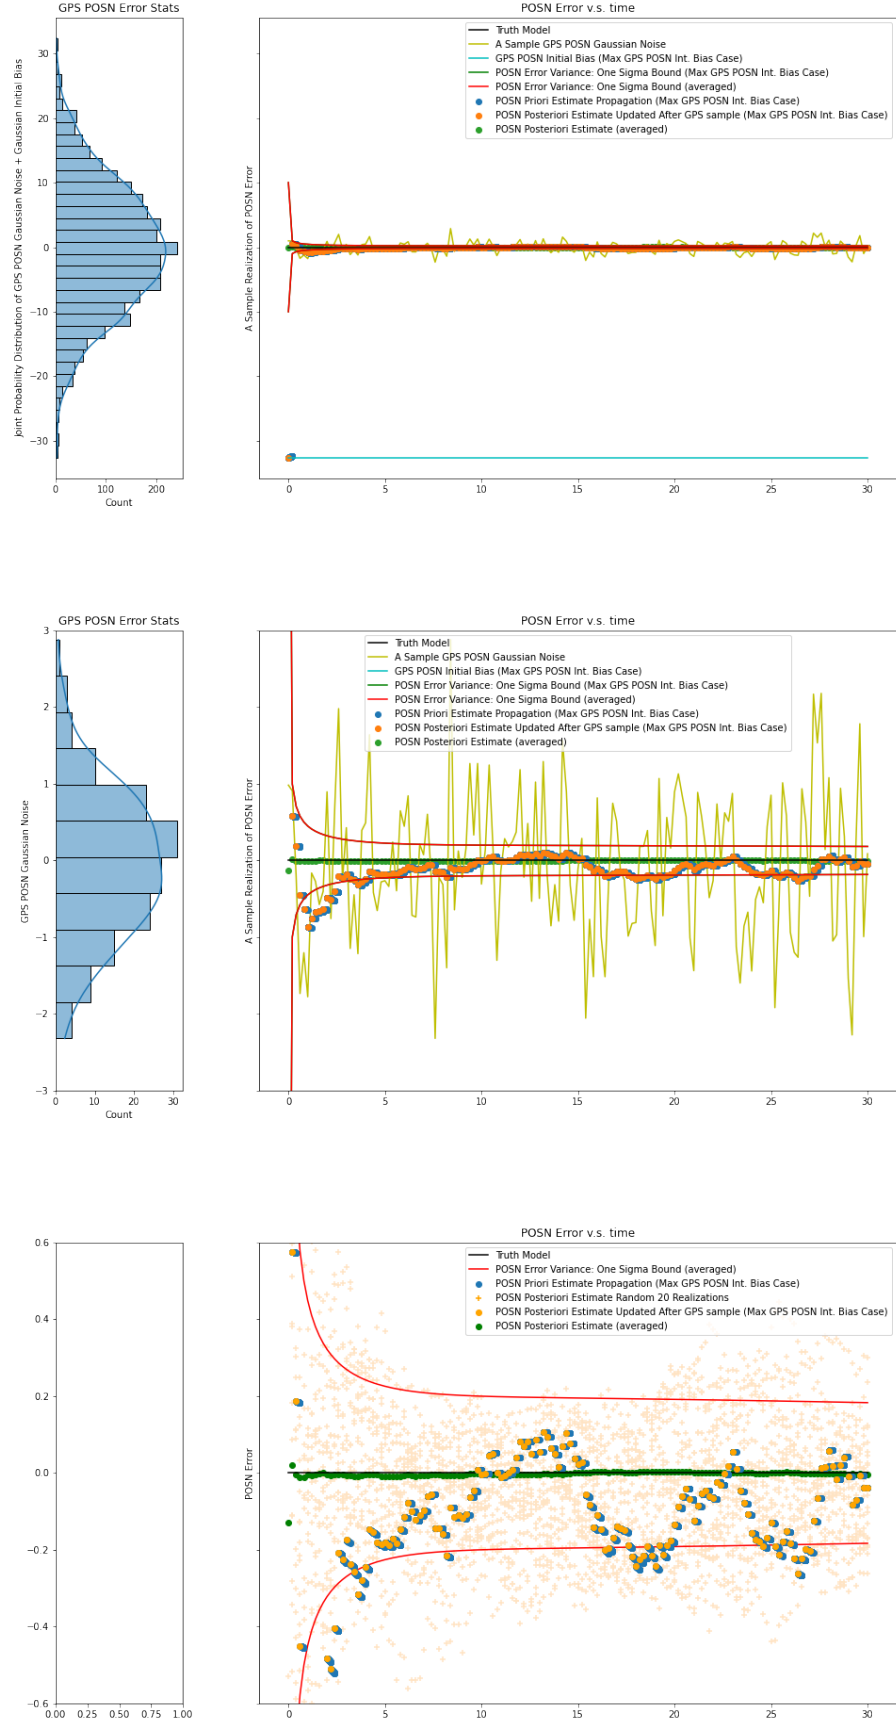 GPS POSN Error Stats
POSN Error v.s. time
Joint Probability Distribution of GPS POSN Gaussian Noise + Gaussian Initial Bias
30
20
10
0
−10
−20
−30
0 100 200
Count
A Sample Realization of POSN Error
Truth Model
A Sample GPS POSN Gaussian Noise
GPS POSN Initial Bias (Max GPS POSN Int. Bias Case)
POSN Error Variance: One Sigma Bound (Max GPS POSN Int. Bias Case)
POSN Error Variance: One Sigma Bound (averaged)
POSN Priori Estimate Propagation (Max GPS POSN Int. Bias Case)
POSN Posteriori Estimate Updated After GPS sample (Max GPS POSN Int. Bias Case)
POSN Posteriori Estimate (averaged)
0 5 10 15 20 25 30
GPS POSN Error Stats
POSN Error v.s. time
GPS POSN Gaussian Noise
3
2
1
0
−1
−2
−3
0 10 20 30
Count
A Sample Realization of POSN Error
Truth Model
A Sample GPS POSN Gaussian Noise
GPS POSN Initial Bias (Max GPS POSN Int. Bias Case)
POSN Error Variance: One Sigma Bound (Max GPS POSN Int. Bias Case)
POSN Error Variance: One Sigma Bound (averaged)
POSN Priori Estimate Propagation (Max GPS POSN Int. Bias Case)
POSN Posteriori Estimate Updated After GPS sample (Max GPS POSN Int. Bias Case)
POSN Posteriori Estimate (averaged)
0 5 10 15 20 25 30
POSN Error v.s. time
0.6
0.4
0.2
0.0
−0.2
−0.4
−0.6
0.00 0.25 0.50 0.75 1.00
POSN Error
Truth Model
POSN Error Variance: One Sigma Bound (averaged)
POSN Priori Estimate Propagation (Max GPS POSN Int. Bias Case)
POSN Posteriori Estimate Random 20 Realizations
POSN Posteriori Estimate Updated After GPS sample (Max GPS POSN Int. Bias Case)
POSN Posteriori Estimate (averaged)
0 5 10 15 20 25 30